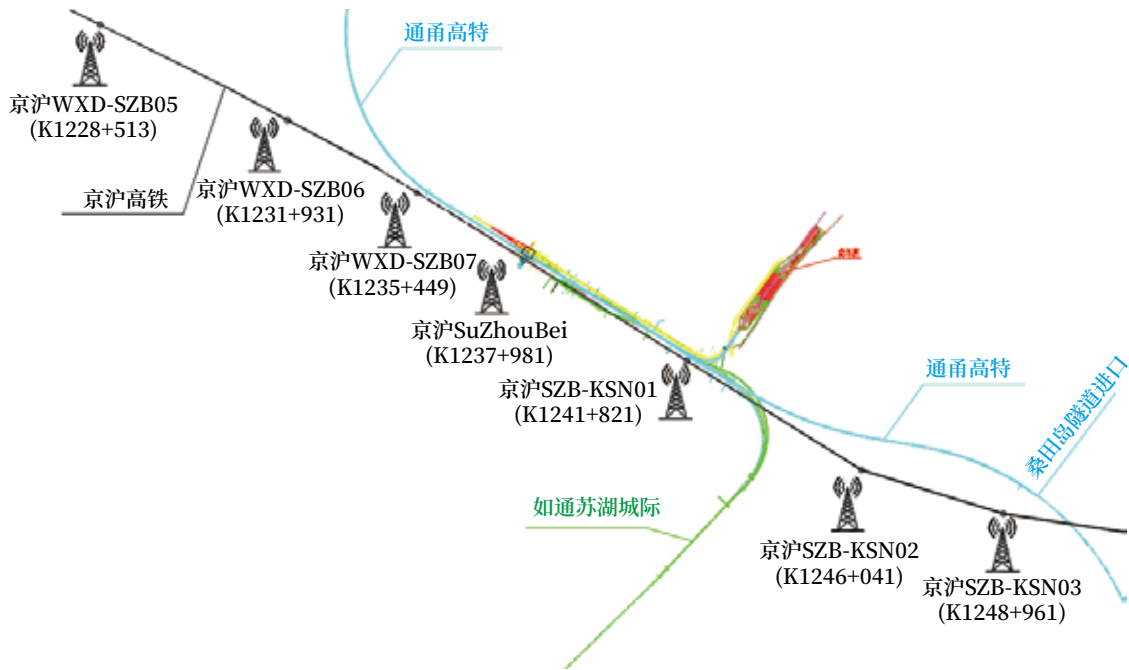 通甬高特
京沪WXD-SZB05
(K1228+513)
京沪高铁
京沪WXD-SZB06
(K1231+931)
京沪WXD-SZB07
(K1235+449)
京沪SuZhouBei
(K1237+981)
京沪SZB-KSN01
(K1241+821)
通甬高特
桑田岛隧道进口
如通苏湖城际
京沪SZB-KSN02
(K1246+041)
京沪SZB-KSN03
(K1248+961)